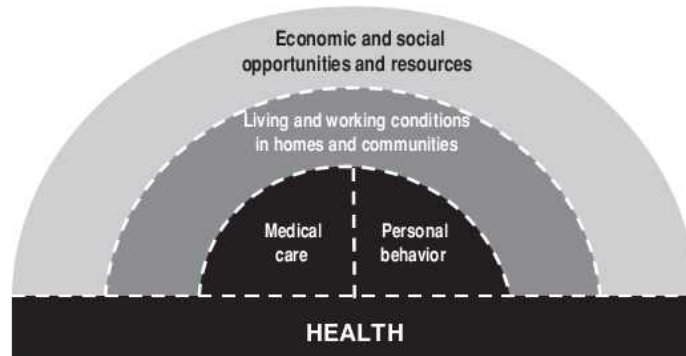 Economic and social
opportunities and resources
Living and working conditions
in homes and communities
Medical
care
Personal
behavior
HEALTH